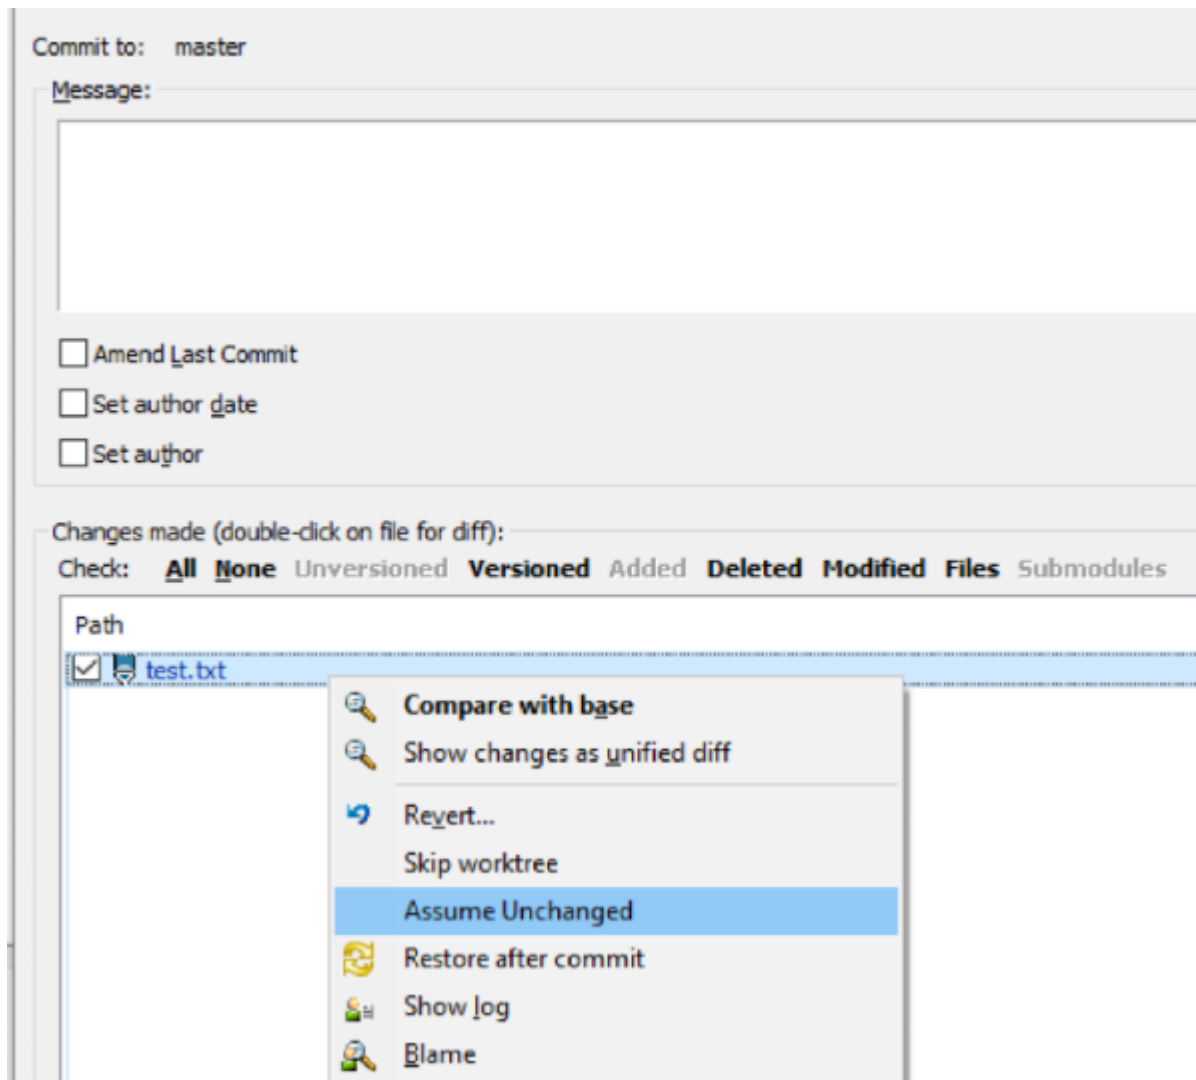 Commit to: master
Message:
Amend Last Commit
Set author date
Set author
Changes made (double-click on file for diff):
Check: All None Unversioned Versioned Added Deleted Modified Files Submodules
Path
test.txt
Compare with base
Show changes as unified diff
Revert...
Skip worktree
Assume Unchanged
Restore after commit
Show log
Blame